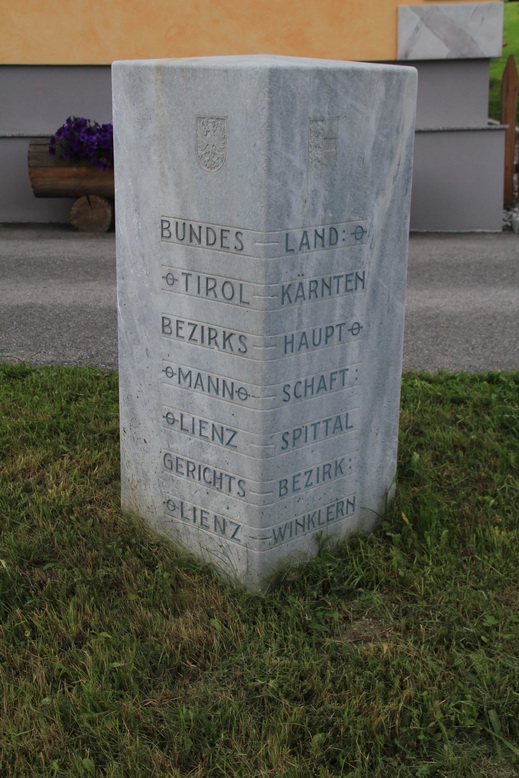 BUNDES LAND:
TIROL KÄRNTEN
BEZIRKS HAUPT
MANN SCHAFT:
LIENZ SPITTAL
GERICHTS BEZIRK:
LIENZ WINKLERN